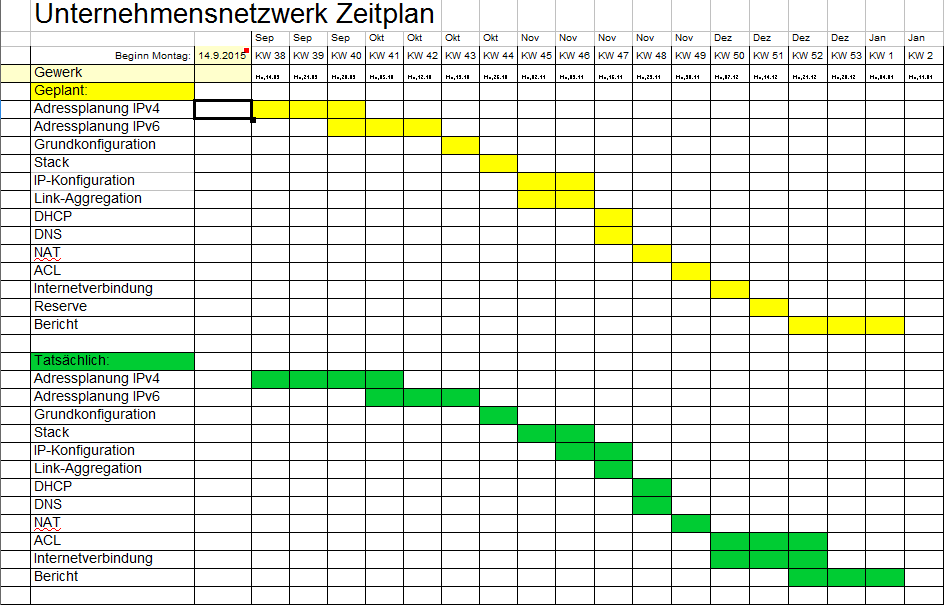 Unternehmensnetzwerk Zeitplan
Sep Sep Sep Okt Okt Okt Okt Nov Nov Nov Nov Nov Dez Dez Dez Dez Jan Jan
Beginn Montag: 14.9.2015 KW 38 KW 39 KW 40 KW 41 KW 42 KW 43 KW 44 KW 45 KW 46 KW 47 KW 48 KW 49 KW 50 KW 51 KW 52 KW 53 KW 1 KW 2
Gewerk Mo,14.09 Mo,21.09 Mo,28.09 Mo,05.10 Mo,12.10 Mo,19.10 Mo,26.10 Mo,02.11 Mo,09.11 Mo,16.11 Mo,23.11 Mo,30.11 Mo,07.12 Mo,14.12 Mo,21.12 Mo,28.12 Mo,04.01 Mo,11.01
Geplant:
Adressplanung IPv4
Adressplanung IPv6
Grundkonfiguration
Stack
IP-Konfiguration
Link-Aggregation
DHCP
DNS
NAT
ACL
Internetverbindung
Reserve
Bericht
Tatsächlich:
Adressplanung IPv4
Adressplanung IPv6
Grundkonfiguration
Stack
IP-Konfiguration
Link-Aggregation
DHCP
DNS
NAT
ACL
Internetverbindung
Bericht